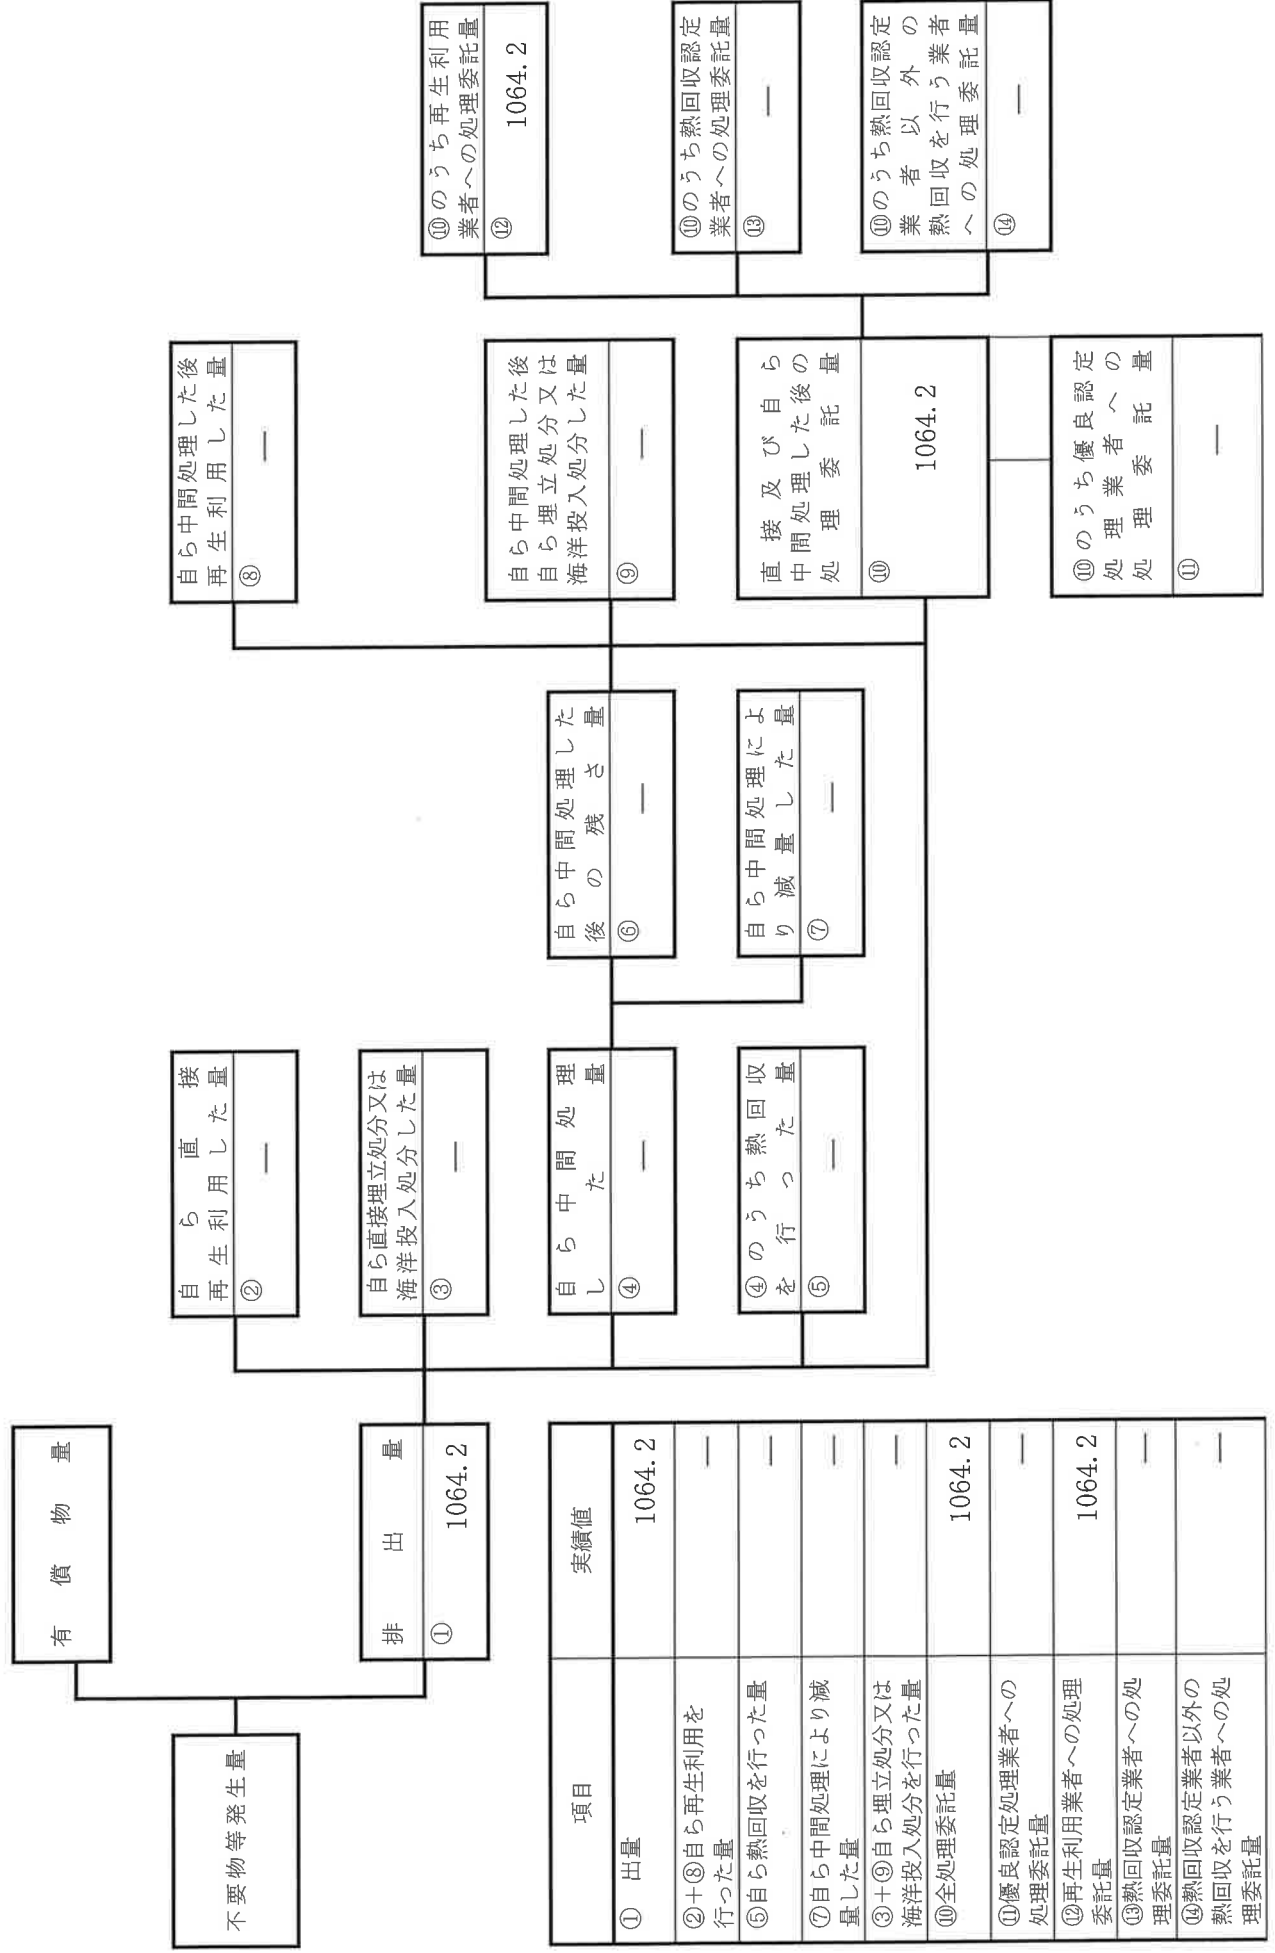 不要物等発生量
有償物量
排出量
① 1064.2
自ら直接
再生利用した量
② —
自ら直接埋立処分又は
海洋投入処分した量
③ —
自ら中間処理
した量
④ —
④のうち熱回収
を行った量
⑤ —
自ら中間処理した
後の残さ量
⑥ —
自ら中間処理によ
り減量した量
⑦ —
自ら中間処理した後
再生利用した量
⑧ —
自ら中間処理した後
自ら埋立処分又は
海洋投入処分した量
⑨ —
直接及び自ら
中間処理した後の
処理委託量
⑩ 1064.2
⑩のうち優良認定
処理業者への
処理委託量
⑪ —
⑩のうち再生利用
業者への処理委託量
⑫ 1064.2
⑩のうち熱回収認定
業者への処理委託量
⑬ —
⑩のうち熱回収認定
業者以外の
熱回収を行う業者
への処理委託量
⑭ —
項目 実績値
① 出量 1064.2
②+⑧自ら再生利用を
行った量 —
⑤自ら熱回収を行った量 —
⑦自ら中間処理により減
量した量 —
③+⑨自ら埋立処分又は
海洋投入処分を行った量 —
⑩全処理委託量 1064.2
⑪優良認定処理業者への
処理委託量 —
⑫再生利用業者への処理
委託量 1064.2
⑬熱回収認定業者への処
理委託量 —
⑭熱回収認定業者以外の
熱回収を行う業者への処
理委託量 —